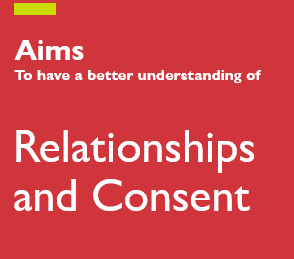 Aims
To have a better understanding of
Relationships
and Consent